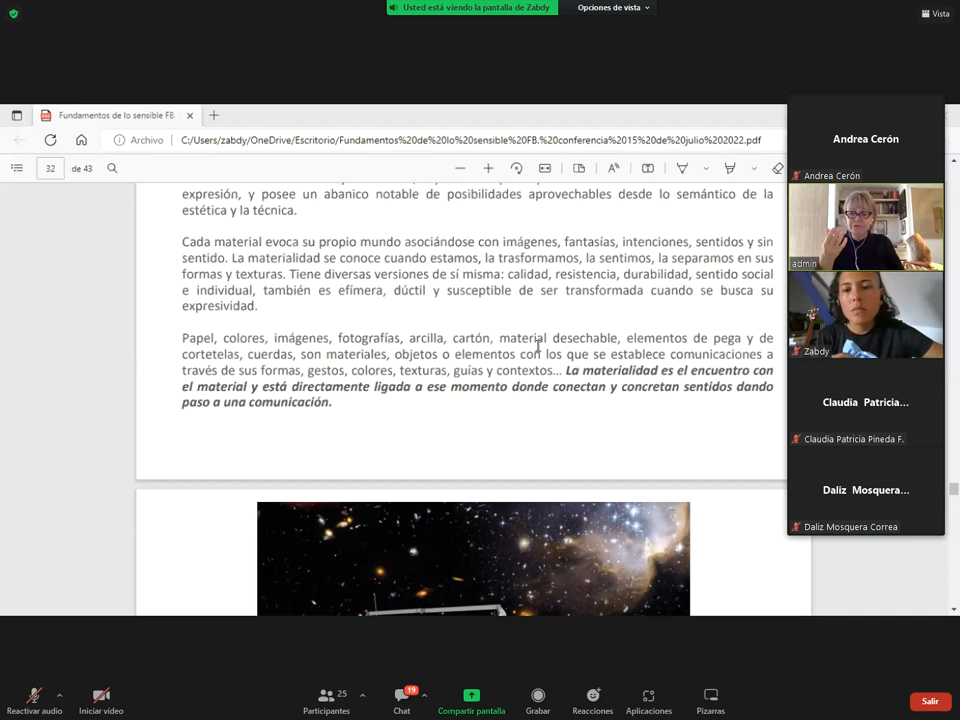 Usted está viendo la pantalla de Zabdy
Opciones de vista
Vista
Fundamentos de lo sensible FB.
Archivo
C:/Users/zabdy/OneDrive/Escritorio/Fundamentos%20de%20lo%20sensible%20FB.%20conferencia%2015%20de%20julio%202022.pdf
32
de 43
expresión, y posee un abanico notable de posibilidades aprovechables desde lo semántico de la
estética y la técnica.
Cada material evoca su propio mundo asociándose con imágenes, fantasías, intenciones, sentidos y sin
sentido. La materialidad se conoce cuando estamos, la trasformamos, la sentimos, la separamos en sus
formas y texturas. Tiene diversas versiones de sí misma: calidad, resistencia, durabilidad, sentido social
e individual, también es efímera, dúctil y susceptible de ser transformada cuando se busca su
expresividad.
Papel, colores, imágenes, fotografías, arcilla, cartón, material desechable, elementos de pega y de
cortetelas, cuerdas, son materiales, objetos o elementos con los que se establece comunicaciones a
través de sus formas, gestos, colores, texturas, guías y contextos... La materialidad es el encuentro con
el material y está directamente ligada a ese momento donde conectan y concretan sentidos dando
paso a una comunicación.
Andrea Cerón
Andrea Cerón
admin
Zabdy
Claudia Patricia...
Claudia Patricia Pineda F.
Daliz Mosquera...
Daliz Mosquera Correa
Reactivar audio
Iniciar video
25
Participantes
19
Chat
Compartir pantalla
Grabar
Reacciones
Aplicaciones
Pizarras
Salir